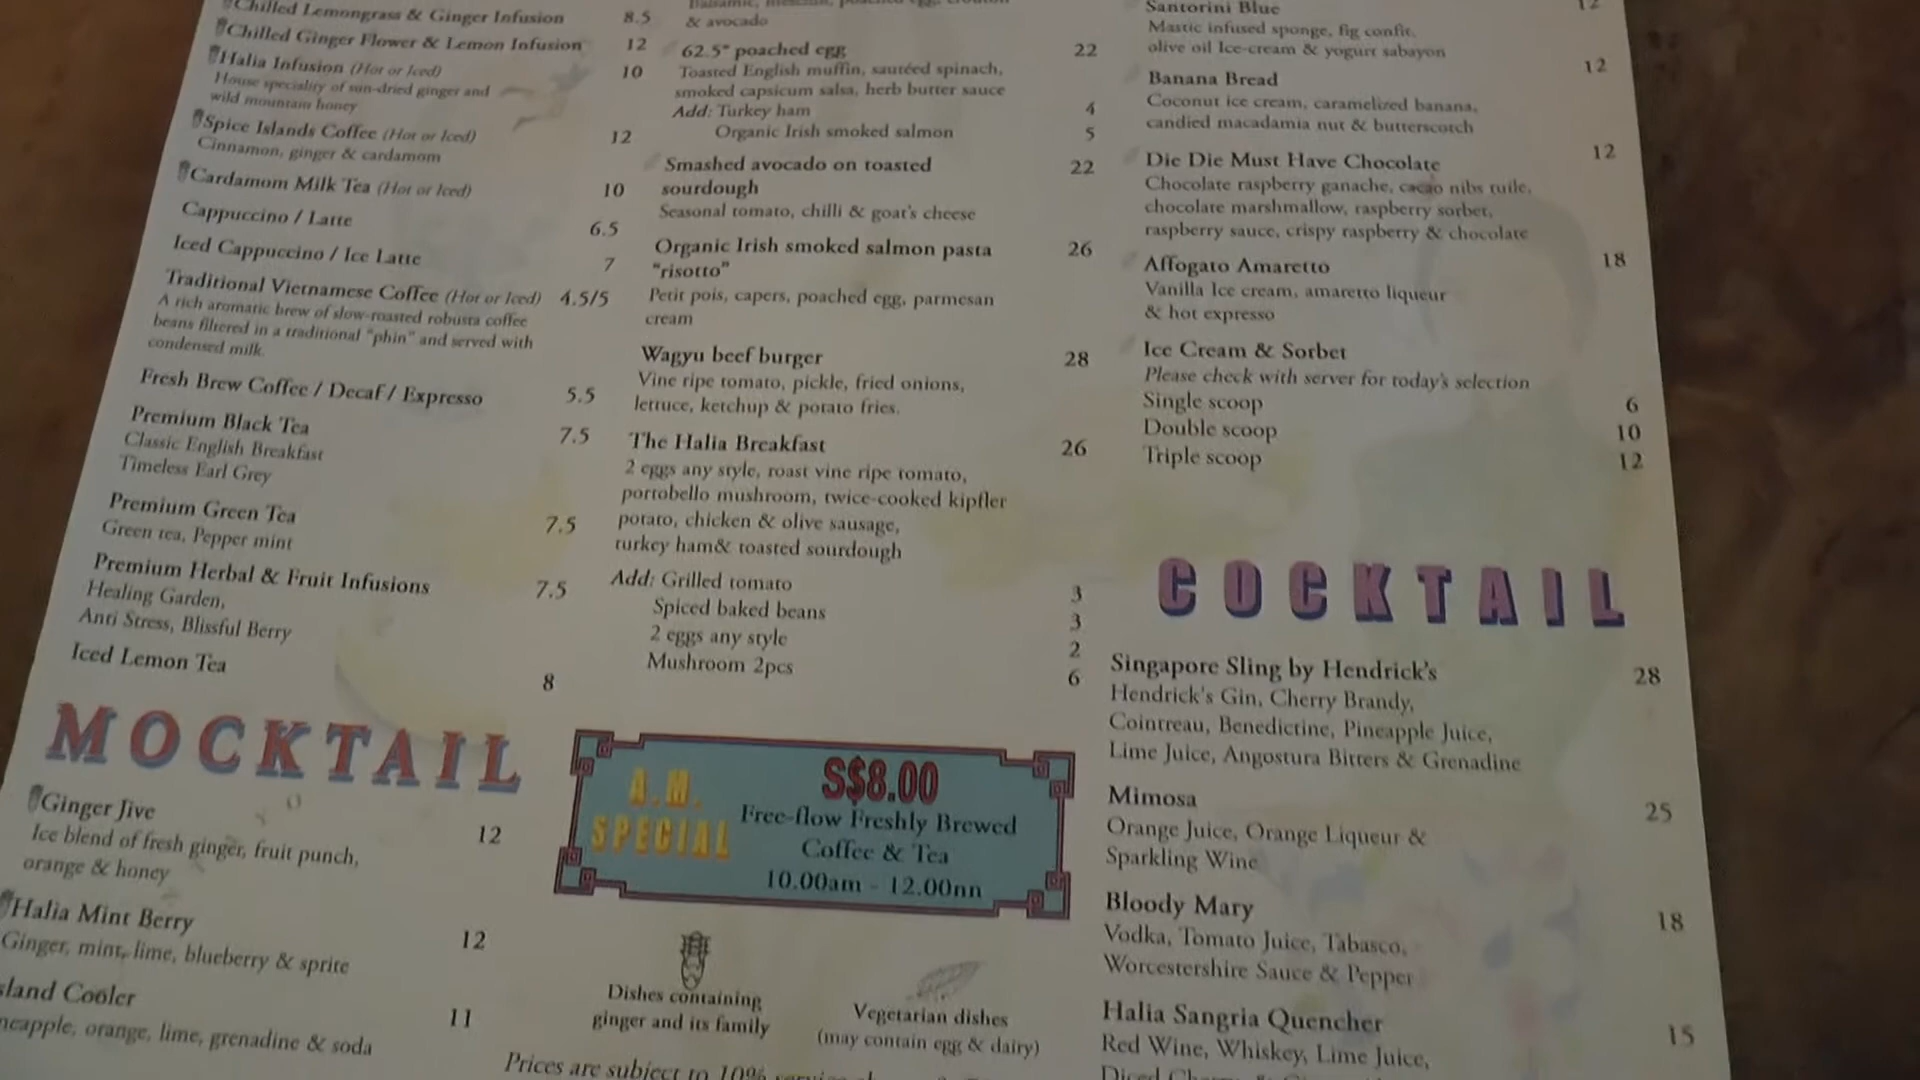 Chilled Lemongrass & Ginger Infusion 8.5
Chilled Ginger Flower & Lemon Infusion 12
Halia Infusion (Hot or Iced) 10
House speciality of sun-dried ginger and
wild mountain honey
Spice Islands Coffee (Hot or Iced) 12
Cinnamon, ginger & cardamom
Cardamom Milk Tea (Hot or Iced) 10
Cappuccino / Latte 6.5
Iced Cappuccino / Ice Latte 7
Traditional Vietnamese Coffee (Hot or Iced) 4.5/5
A rich aromatic brew of slow-roasted robusta coffee
beans filtered in a traditional "phin" and served with
condensed milk.
Fresh Brew Coffee / Decaf / Expresso 5.5
Premium Black Tea 7.5
Classic English Breakfast
Timeless Earl Grey
Premium Green Tea 7.5
Green tea, Pepper mint
Premium Herbal & Fruit Infusions 7.5
Healing Garden,
Anti Stress, Blissful Berry
Iced Lemon Tea 8
MOCKTAIL
Ginger Jive 12
Ice blend of fresh ginger, fruit punch,
orange & honey
Halia Mint Berry 12
Ginger, mint, lime, blueberry & sprite
sland Cooler 11
neapple, orange, lime, grenadine & soda
& avocado
62.5° poached egg 22
Toasted English muffin, sautéed spinach,
smoked capsicum salsa, herb butter sauce
Add: Turkey ham 4
Organic Irish smoked salmon 5
Smashed avocado on toasted 22
sourdough
Seasonal tomato, chilli & goat's cheese
Organic Irish smoked salmon pasta 26
"risotto"
Petit pois, capers, poached egg, parmesan
cream
Wagyu beef burger 28
Vine ripe tomato, pickle, fried onions,
lettuce, ketchup & potato fries.
The Halia Breakfast 26
2 eggs any style, roast vine ripe tomato,
portobello mushroom, twice-cooked kipfler
potato, chicken & olive sausage,
turkey ham& toasted sourdough
Add: Grilled tomato 3
Spiced baked beans 3
2 eggs any style 2
Mushroom 2pcs 6
A.M.
SPECIAL
S$8.00
Free-flow Freshly Brewed
Coffee & Tea
10.00am - 12.00nn
Dishes containing
ginger and its family
Vegetarian dishes
(may contain egg & dairy)
Prices are subject to 10%
Santorini Blue 12
Mastic infused sponge, fig confit,
olive oil Ice-cream & yogurt sabayon
Banana Bread 12
Coconut ice cream, caramelized banana,
candied macadamia nut & butterscotch
Die Die Must Have Chocolate 12
Chocolate raspberry ganache, cacao nibs tuile,
chocolate marshmallow, raspberry sorbet,
raspberry sauce, crispy raspberry & chocolate
Affogato Amaretto 18
Vanilla Ice cream, amaretto liqueur
& hot expresso
Ice Cream & Sorbet
Please check with server for today's selection
Single scoop 6
Double scoop 10
Triple scoop 12
COCKTAIL
Singapore Sling by Hendrick's 28
Hendrick's Gin, Cherry Brandy,
Cointreau, Benedictine, Pineapple Juice,
Lime Juice, Angostura Bitters & Grenadine
Mimosa 25
Orange Juice, Orange Liqueur &
Sparkling Wine
Bloody Mary 18
Vodka, Tomato Juice, Tabasco,
Worcestershire Sauce & Pepper
Halia Sangria Quencher 15
Red Wine, Whiskey, Lime Juice,